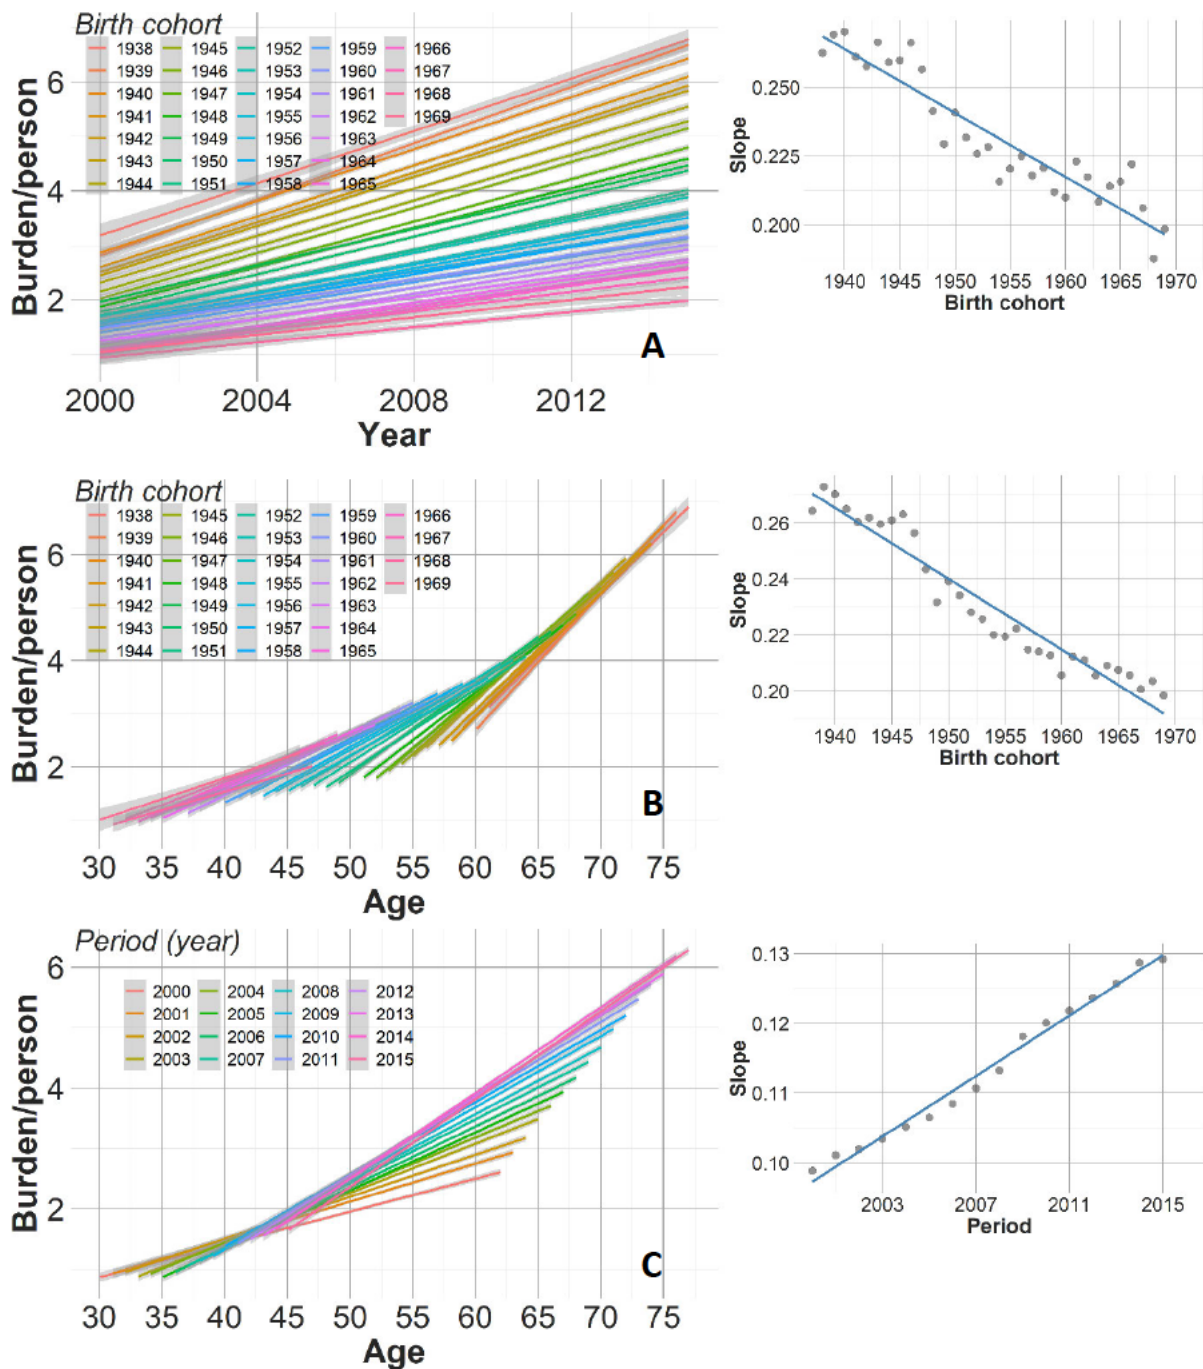 Birth cohort
1938 1945 1952 1959 1966
1939 1946 1953 1960 1967
1940 1947 1954 1961 1968
1941 1948 1955 1962 1969
1942 1949 1956 1963
1943 1950 1957 1964
1944 1951 1958 1965
Burden/person
6
4
2
A
2000 2004 2008 2012
Year
Slope
0.250
0.225
0.200
1940 1945 1950 1955 1960 1965 1970
Birth cohort
Birth cohort
1938 1945 1952 1959 1966
1939 1946 1953 1960 1967
1940 1947 1954 1961 1968
1941 1948 1955 1962 1969
1942 1949 1956 1963
1943 1950 1957 1964
1944 1951 1958 1965
Burden/person
6
4
2
B
30 35 40 45 50 55 60 65 70 75
Age
Slope
0.26
0.24
0.22
0.20
1940 1945 1950 1955 1960 1965 1970
Birth cohort
Period (year)
2000 2004 2008 2012
2001 2005 2009 2013
2002 2006 2010 2014
2003 2007 2011 2015
Burden/person
6
4
2
C
30 35 40 45 50 55 60 65 70 75
Age
Slope
0.13
0.12
0.11
0.10
2003 2007 2011 2015
Period